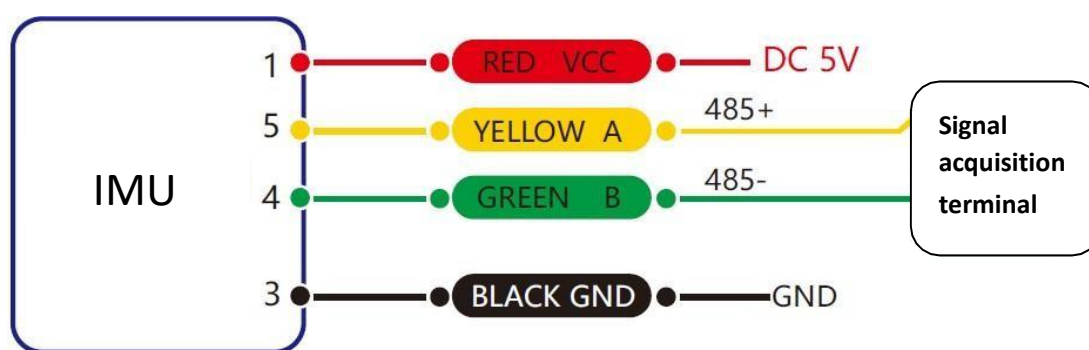 1 RED VCC DC 5V
5 YELLOW A 485+
4 GREEN B 485-
3 BLACK GND GND
IMU
Signal
acquisition
terminal